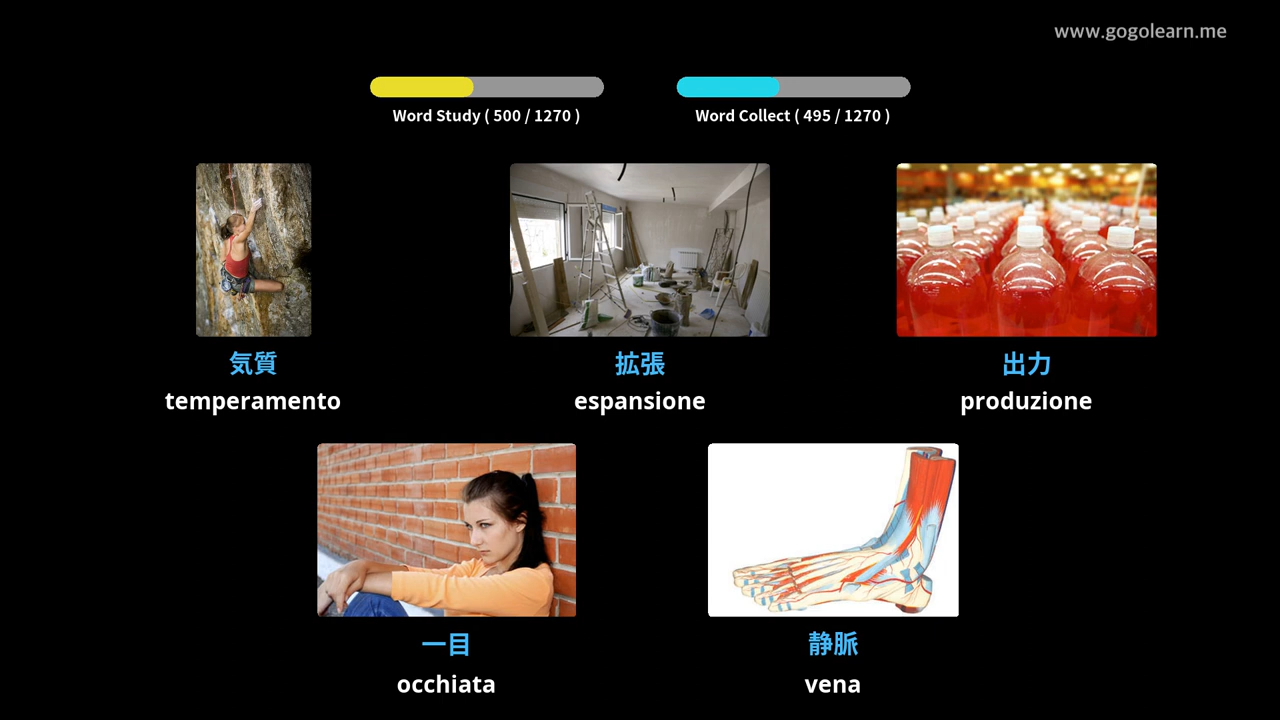 www.gogolearn.me
Word Study ( 500 / 1270 )
Word Collect ( 495 / 1270 )
気質
temperamento
拡張
espansione
出力
produzione
一目
occhiata
静脈
vena